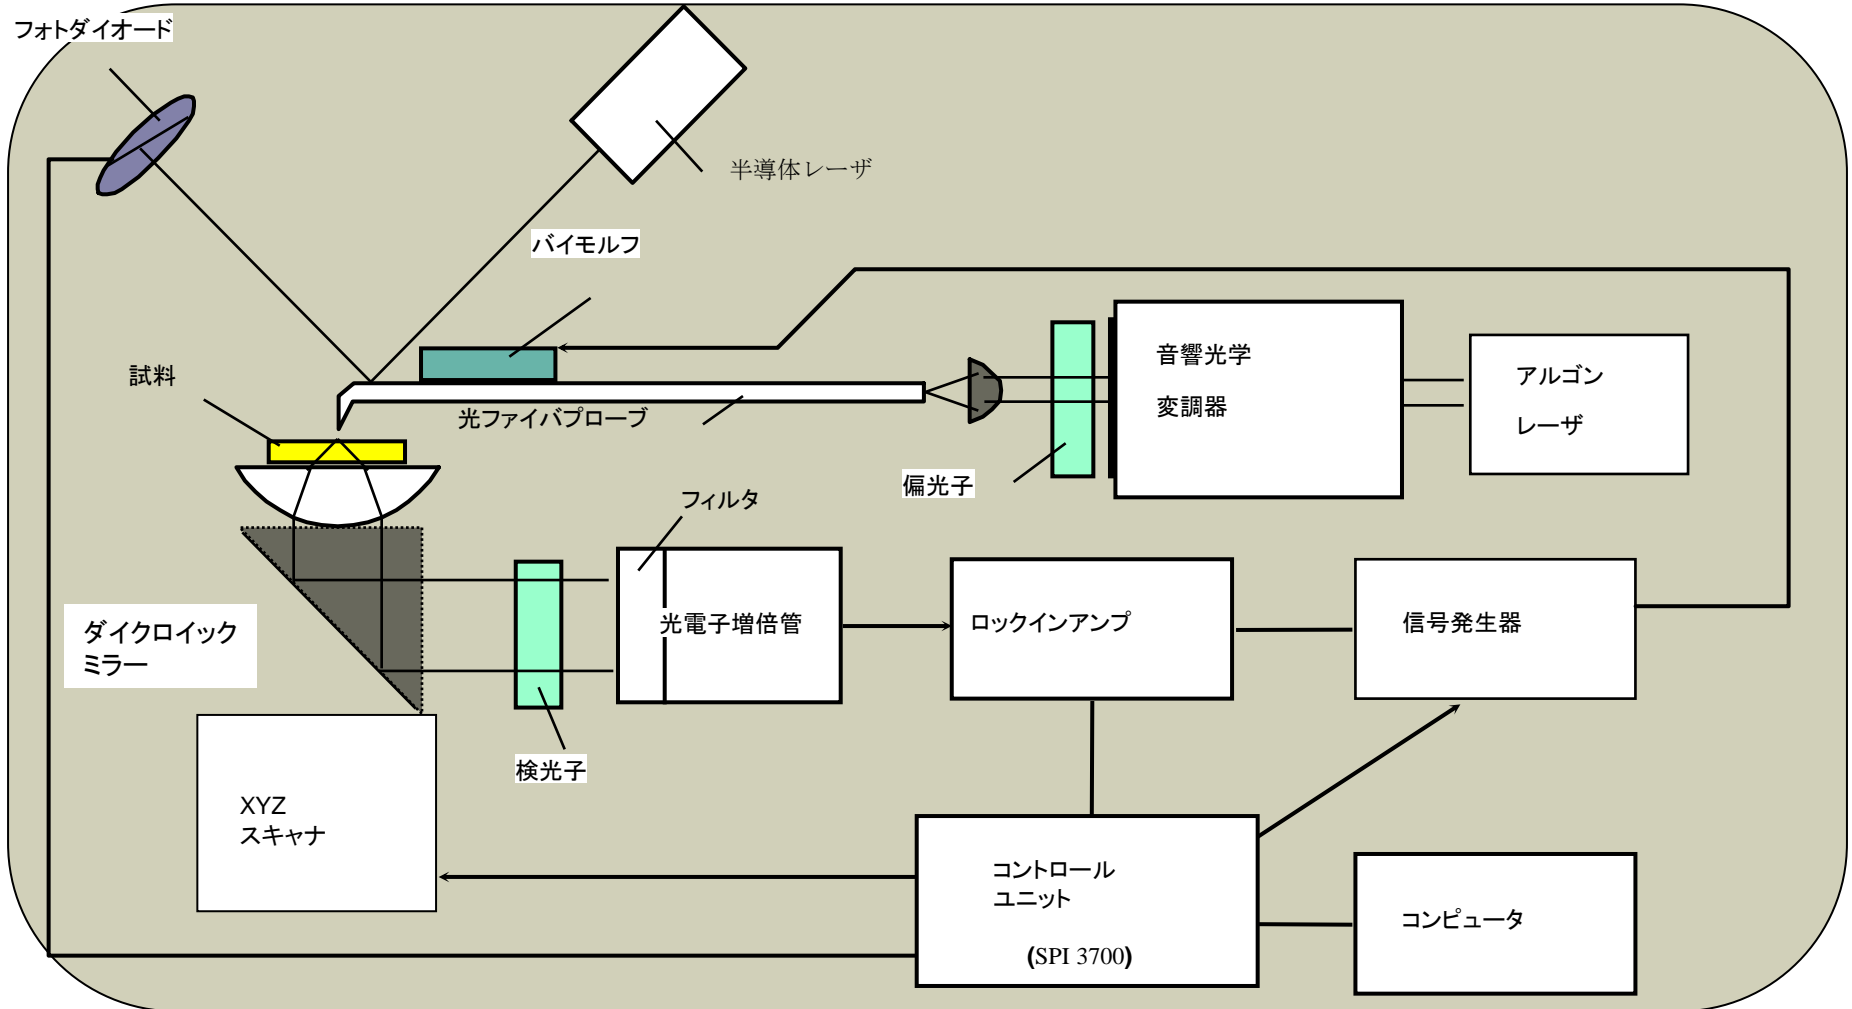 フォトダイオード
半導体レーザ
バイモルフ
試料
光ファイバプローブ
音響光学
変調器
アルゴン
レーザ
偏光子
フィルタ
ダイクロイック
ミラー
光電子増倍管
ロックインアンプ
信号発生器
検光子
XYZ
スキャナ
コントロール
ユニット
(SPI 3700)
コンピュータ